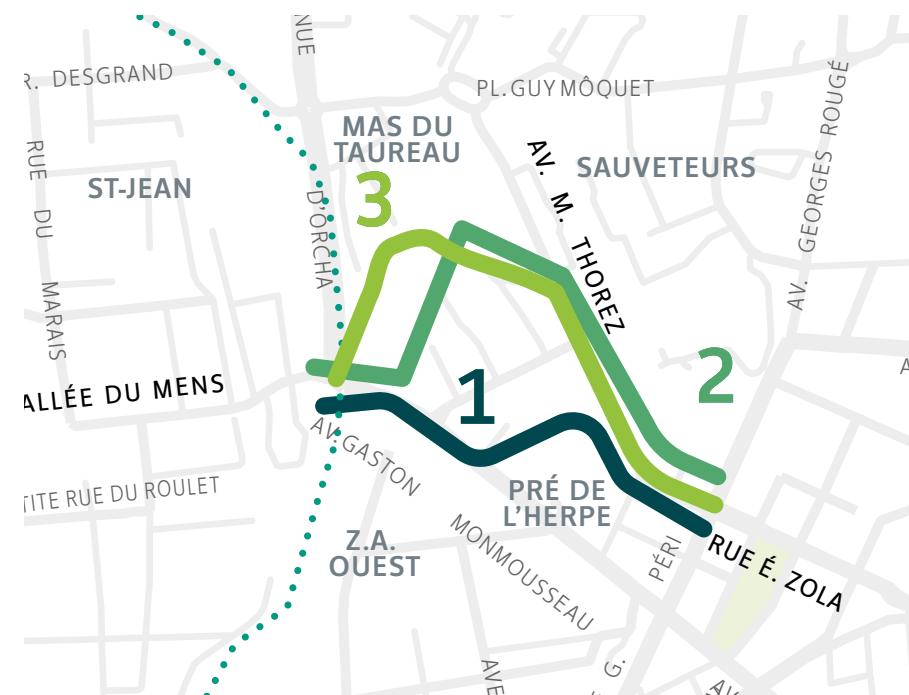 NUE
R. DESGRAND
PL. GUY MÔQUET
AV. GEORGES ROUGÉ
MAS DU
TAUREAU
AV. M. THOREZ
SAUVETEURS
RUE DU MARAIS
ST-JEAN
3
D'ORCHA
1
2
ALLÉE DU MENS
AV. GASTON MONMOUSSEAU
TITE RUE DU ROULET
PRÉ DE
L'HERPE
Z.A.
OUEST
G. PÉRI
RUE É. ZOLA
AVE
AV
A